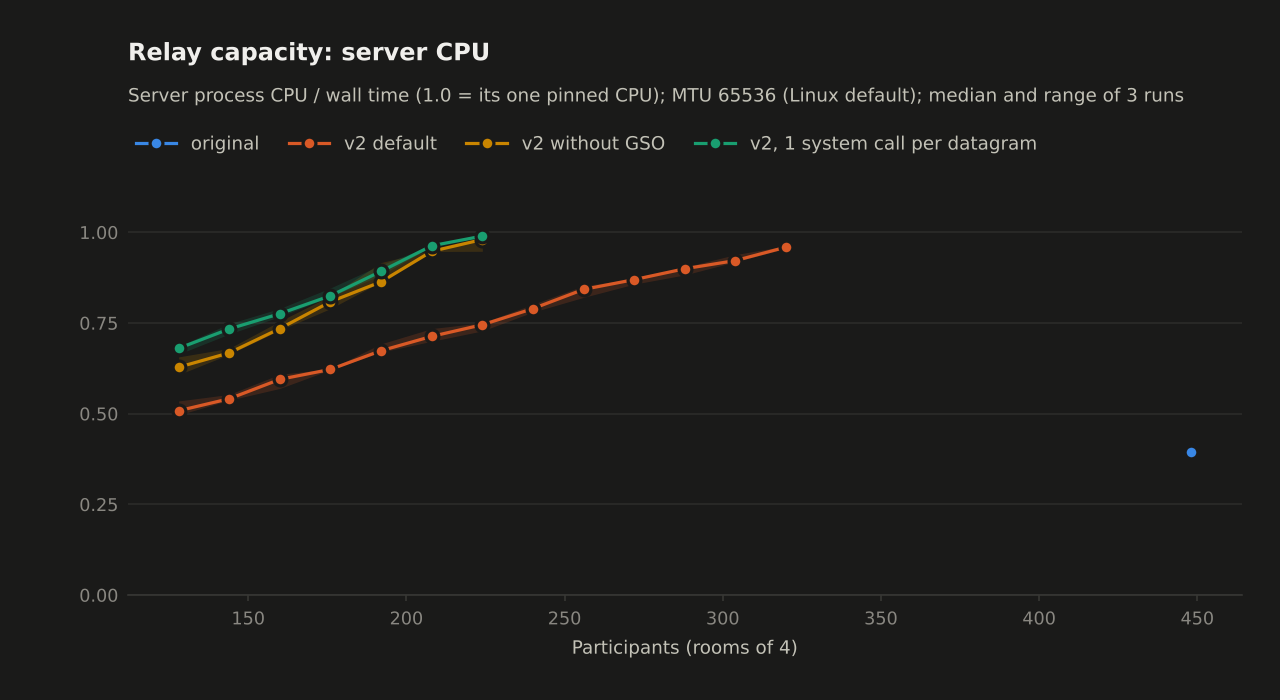 Relay capacity: server CPU
Server process CPU / wall time (1.0 = its one pinned CPU); MTU 65536 (Linux default); median and range of 3 runs
original v2 default v2 without GSO v2, 1 system call per datagram
1.00
0.75
0.50
0.25
0.00
150 200 250 300 350 400 450
Participants (rooms of 4)